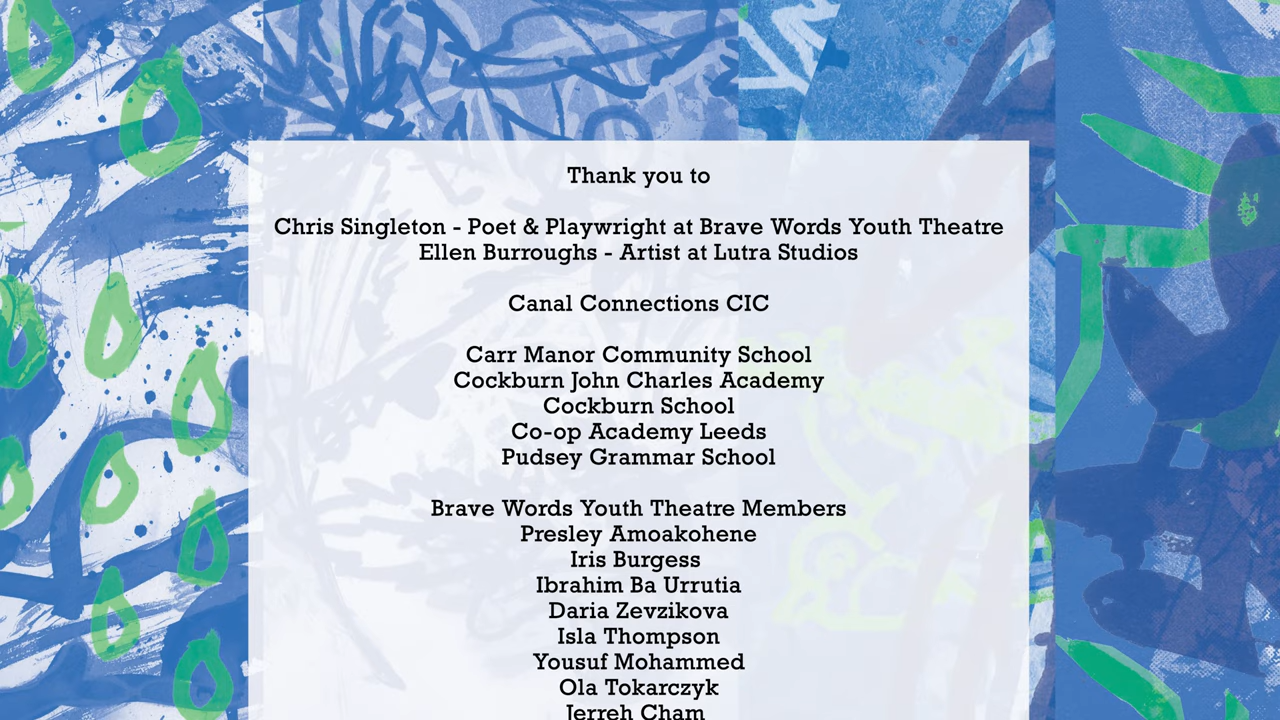 Thank you to
Chris Singleton - Poet & Playwright at Brave Words Youth Theatre
Ellen Burroughs - Artist at Lutra Studios
Canal Connections CIC
Carr Manor Community School
Cockburn John Charles Academy
Cockburn School
Co-op Academy Leeds
Pudsey Grammar School
Brave Words Youth Theatre Members
Presley Amoakohene
Iris Burgess
Ibrahim Ba Urrutia
Daria Zevzikova
Isla Thompson
Yousuf Mohammed
Ola Tokarczyk
Jerreh Cham